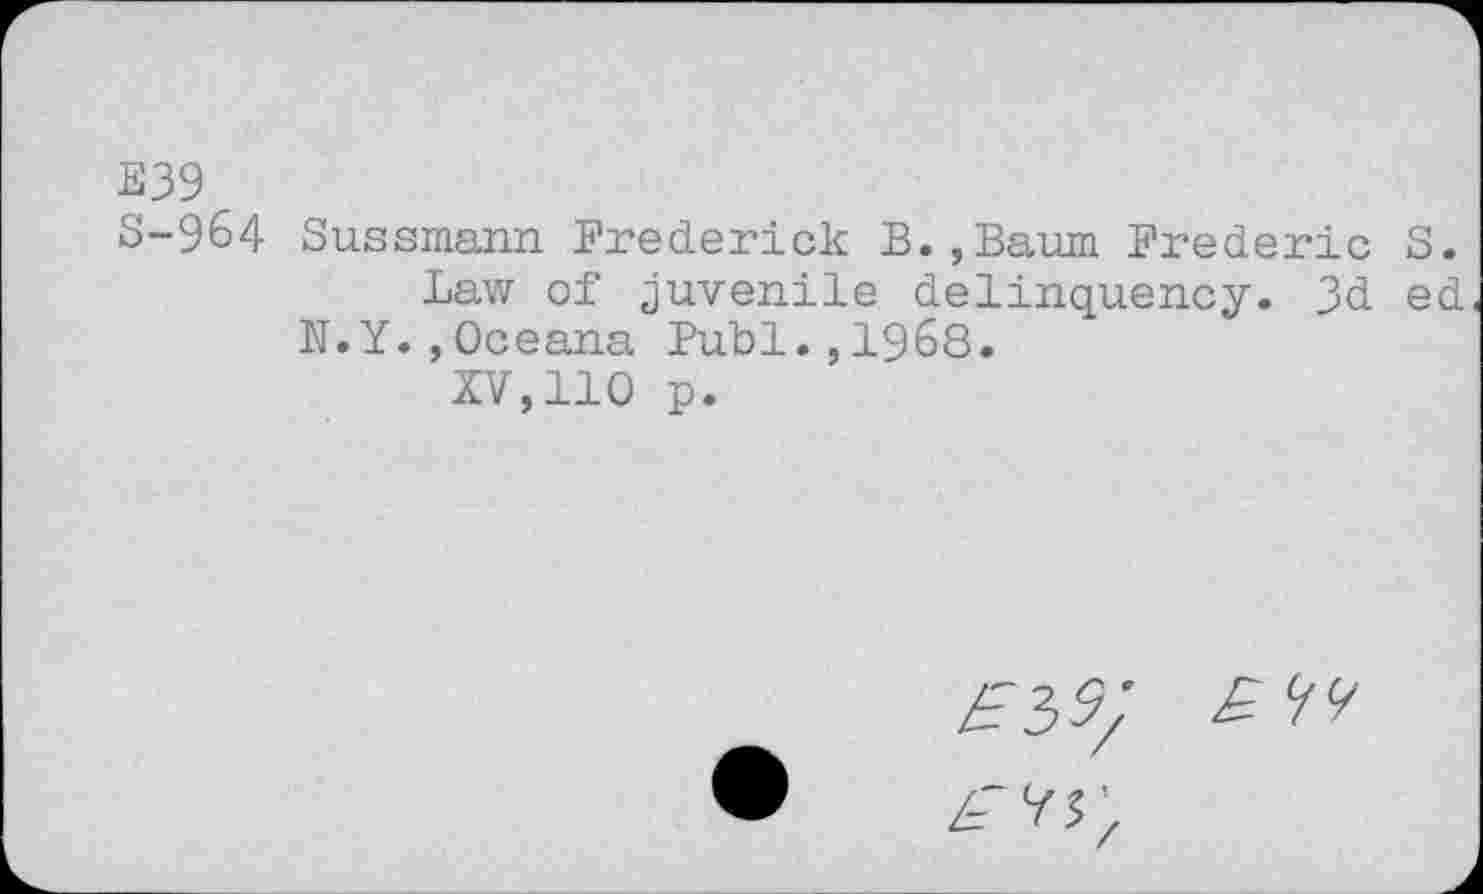 E39
S-964 Sussmann Frederick B.,Baum Frederic S.
Law of juvenile delinquency. 3d ed.
N.Y.,Oceana Publ.,1968.
XV,110 p.
E39; E44
E45;